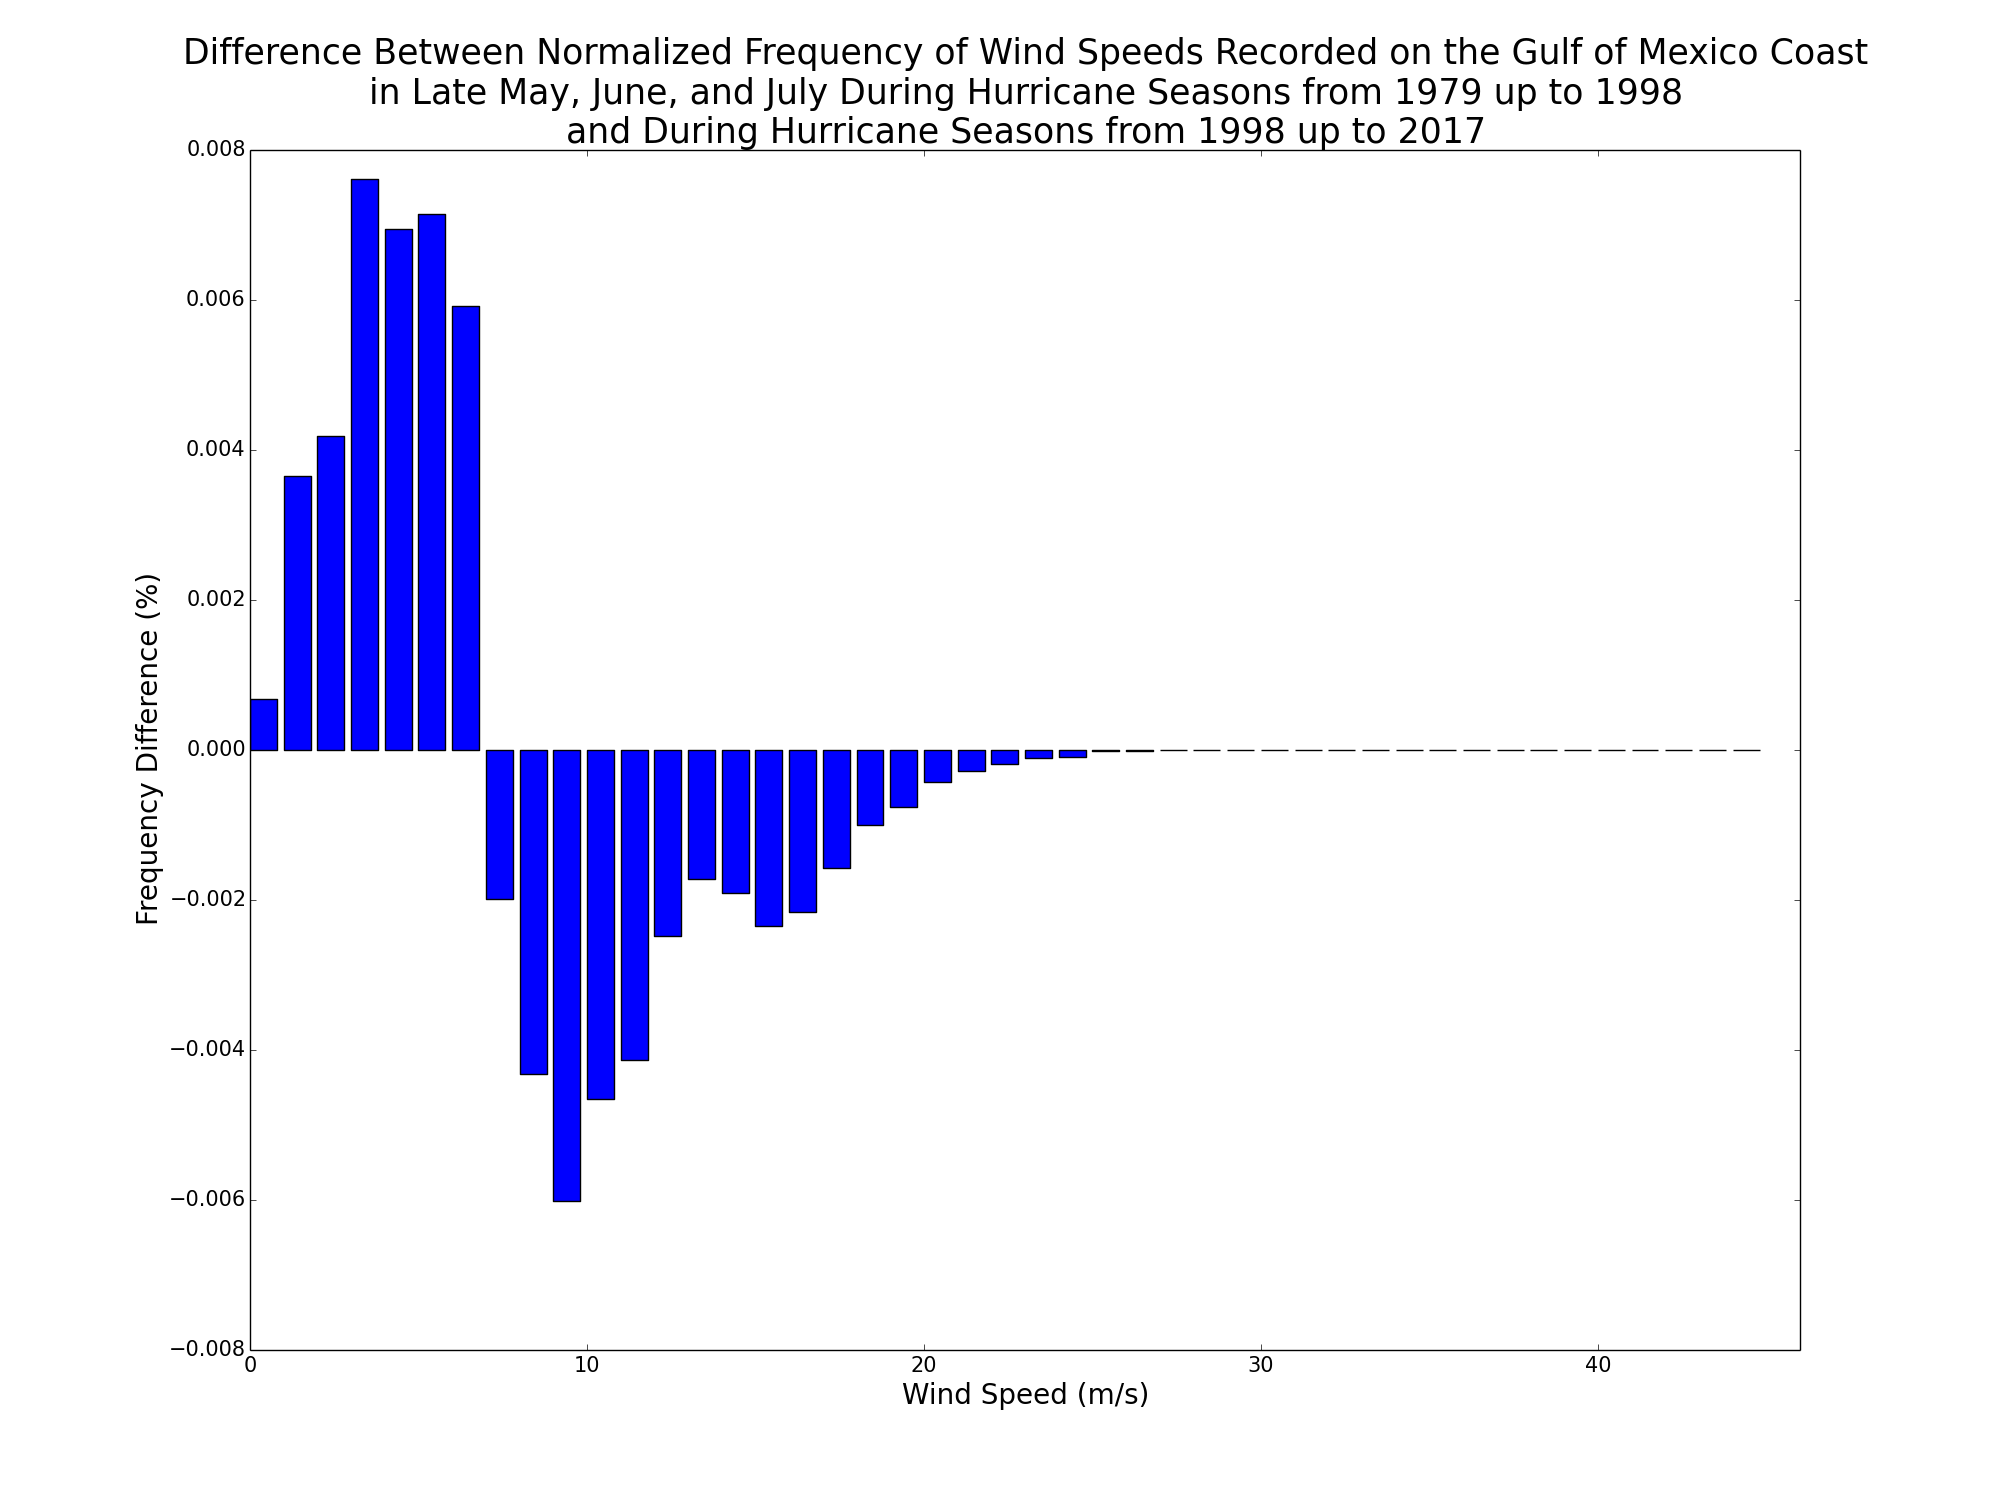 Difference Between Normalized Frequency of Wind Speeds Recorded on the Gulf of Mexico Coast
in Late May, June, and July During Hurricane Seasons from 1979 up to 1998
and During Hurricane Seasons from 1998 up to 2017
0.008
0.006
0.004
0.002
0.000
−0.002
−0.004
−0.006
−0.008
Frequency Difference (%)
0 10 20 30 40
Wind Speed (m/s)